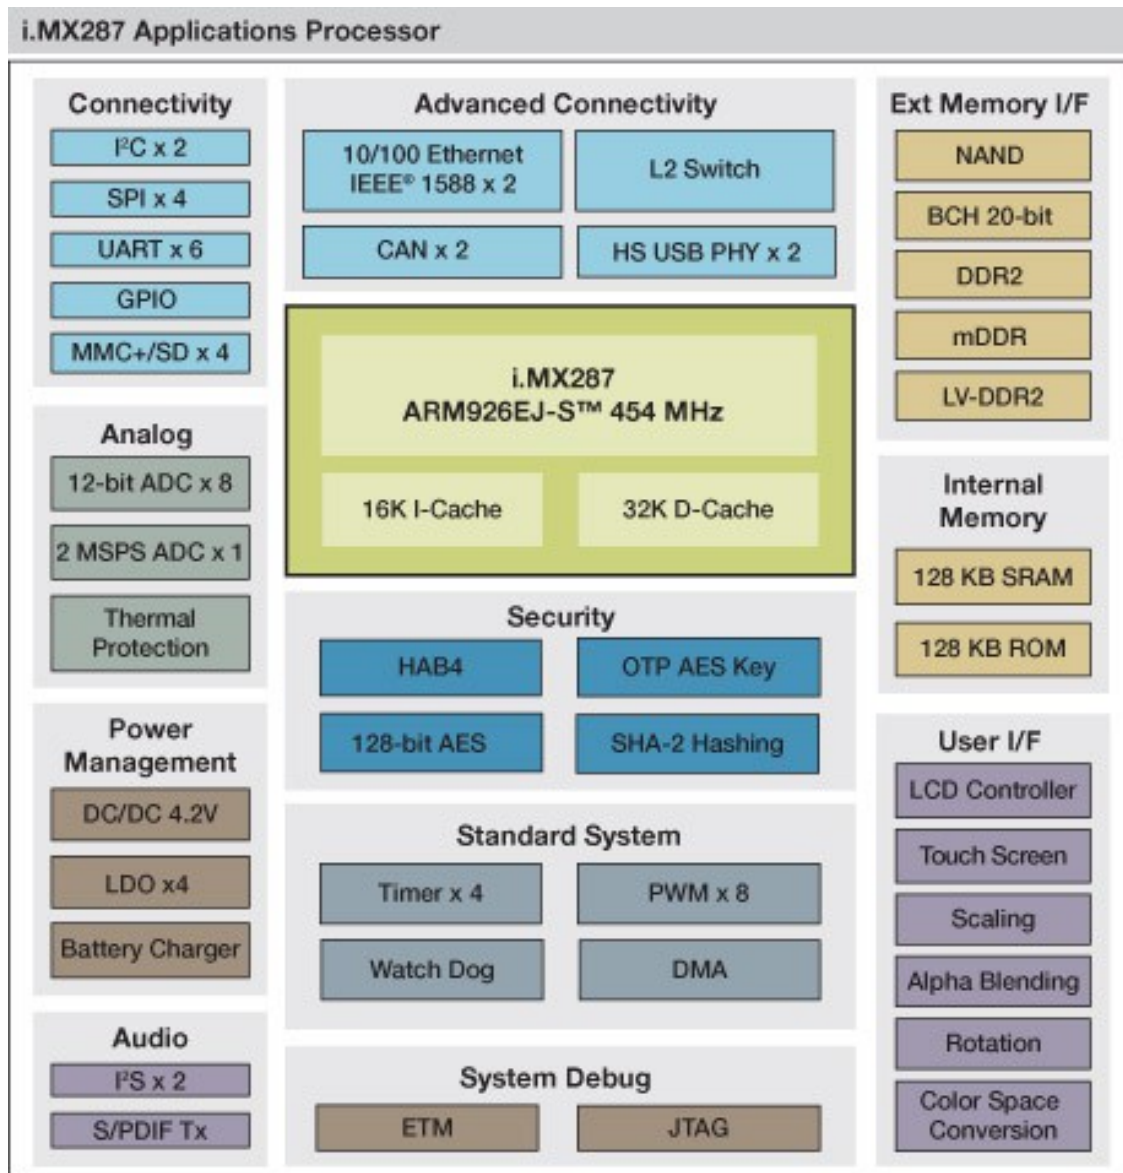 i.MX287 Applications Processor
Connectivity
I²C x 2
SPI x 4
UART x 6
GPIO
MMC+/SD x 4
Analog
12-bit ADC x 8
2 MSPS ADC x 1
Thermal
Protection
Power
Management
DC/DC 4.2V
LDO x4
Battery Charger
Audio
I²S x 2
S/PDIF Tx
Advanced Connectivity
10/100 Ethernet
IEEE® 1588 x 2
L2 Switch
CAN x 2
HS USB PHY x 2
i.MX287
ARM926EJ-S™ 454 MHz
16K I-Cache
32K D-Cache
Security
HAB4
OTP AES Key
128-bit AES
SHA-2 Hashing
Standard System
Timer x 4
PWM x 8
Watch Dog
DMA
System Debug
ETM
JTAG
Ext Memory I/F
NAND
BCH 20-bit
DDR2
mDDR
LV-DDR2
Internal
Memory
128 KB SRAM
128 KB ROM
User I/F
LCD Controller
Touch Screen
Scaling
Alpha Blending
Rotation
Color Space
Conversion